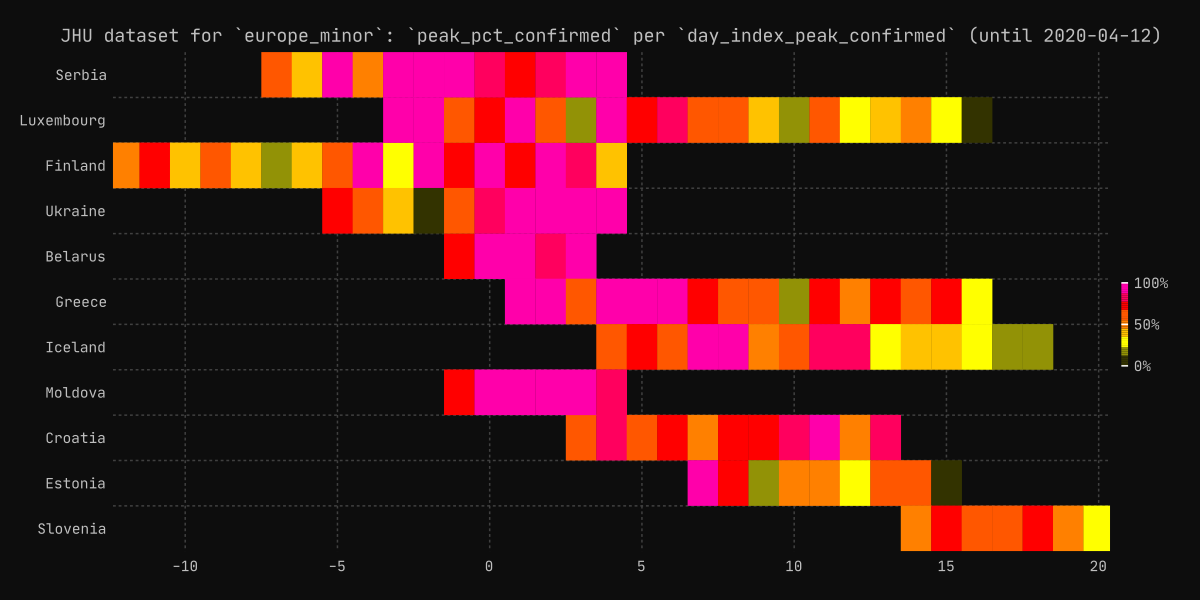 JHU dataset for `europe_minor`: `peak_pct_confirmed` per `day_index_peak_confirmed` (until 2020-04-12)
Serbia
Luxembourg
Finland
Ukraine
Belarus
Greece
Iceland
Moldova
Croatia
Estonia
Slovenia
100%
50%
0%
-10 -5 0 5 10 15 20